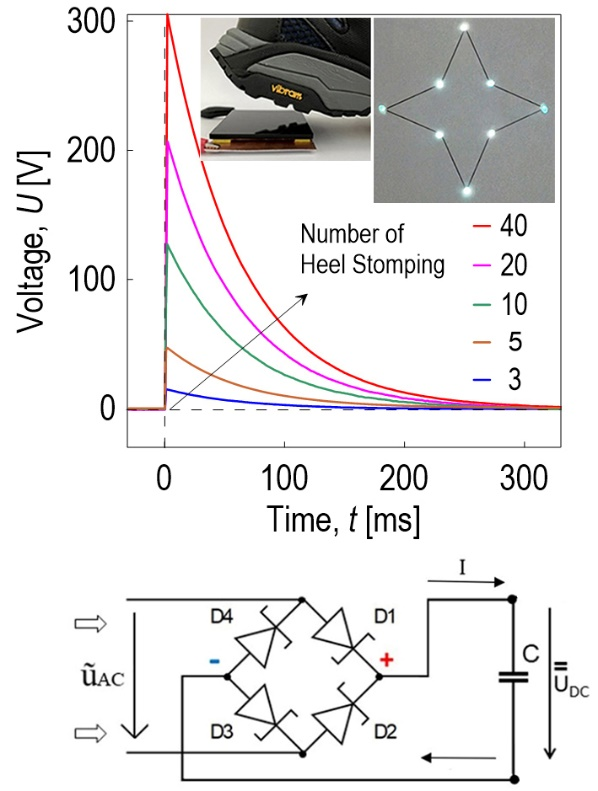 300
200
100
0
Voltage, U [V]
vibram
Number of
Heel Stomping
40
20
10
5
3
0 100 200 300
Time, t [ms]
I
D4 D1
- +
ũAC
C
U̿DC
D3 D2